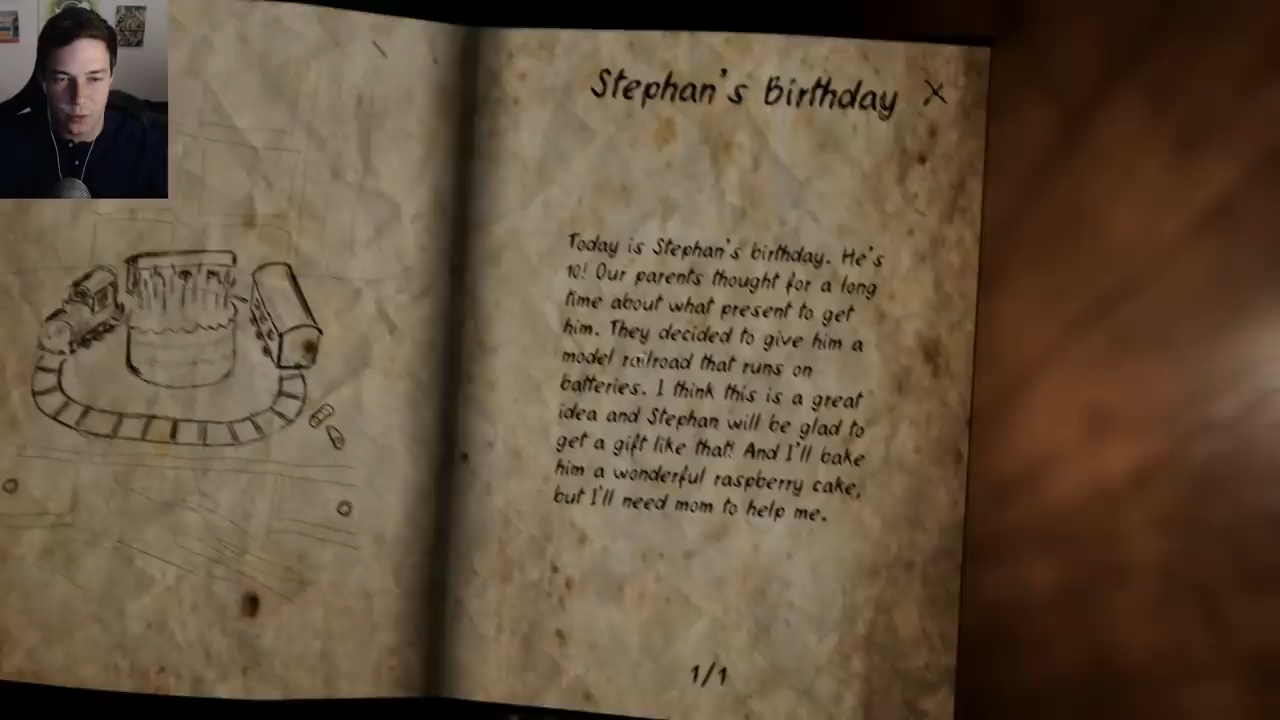 Stephan's Birthday
Today is Stephan's birthday. He's
10! Our parents thought for a long
time about what present to get
him. They decided to give him a
model railroad that runs on
batteries. I think this is a great
idea and Stephan will be glad to
get a gift like that! And I'll bake
him a wonderful raspberry cake,
but I'll need mom to help me.
1/1